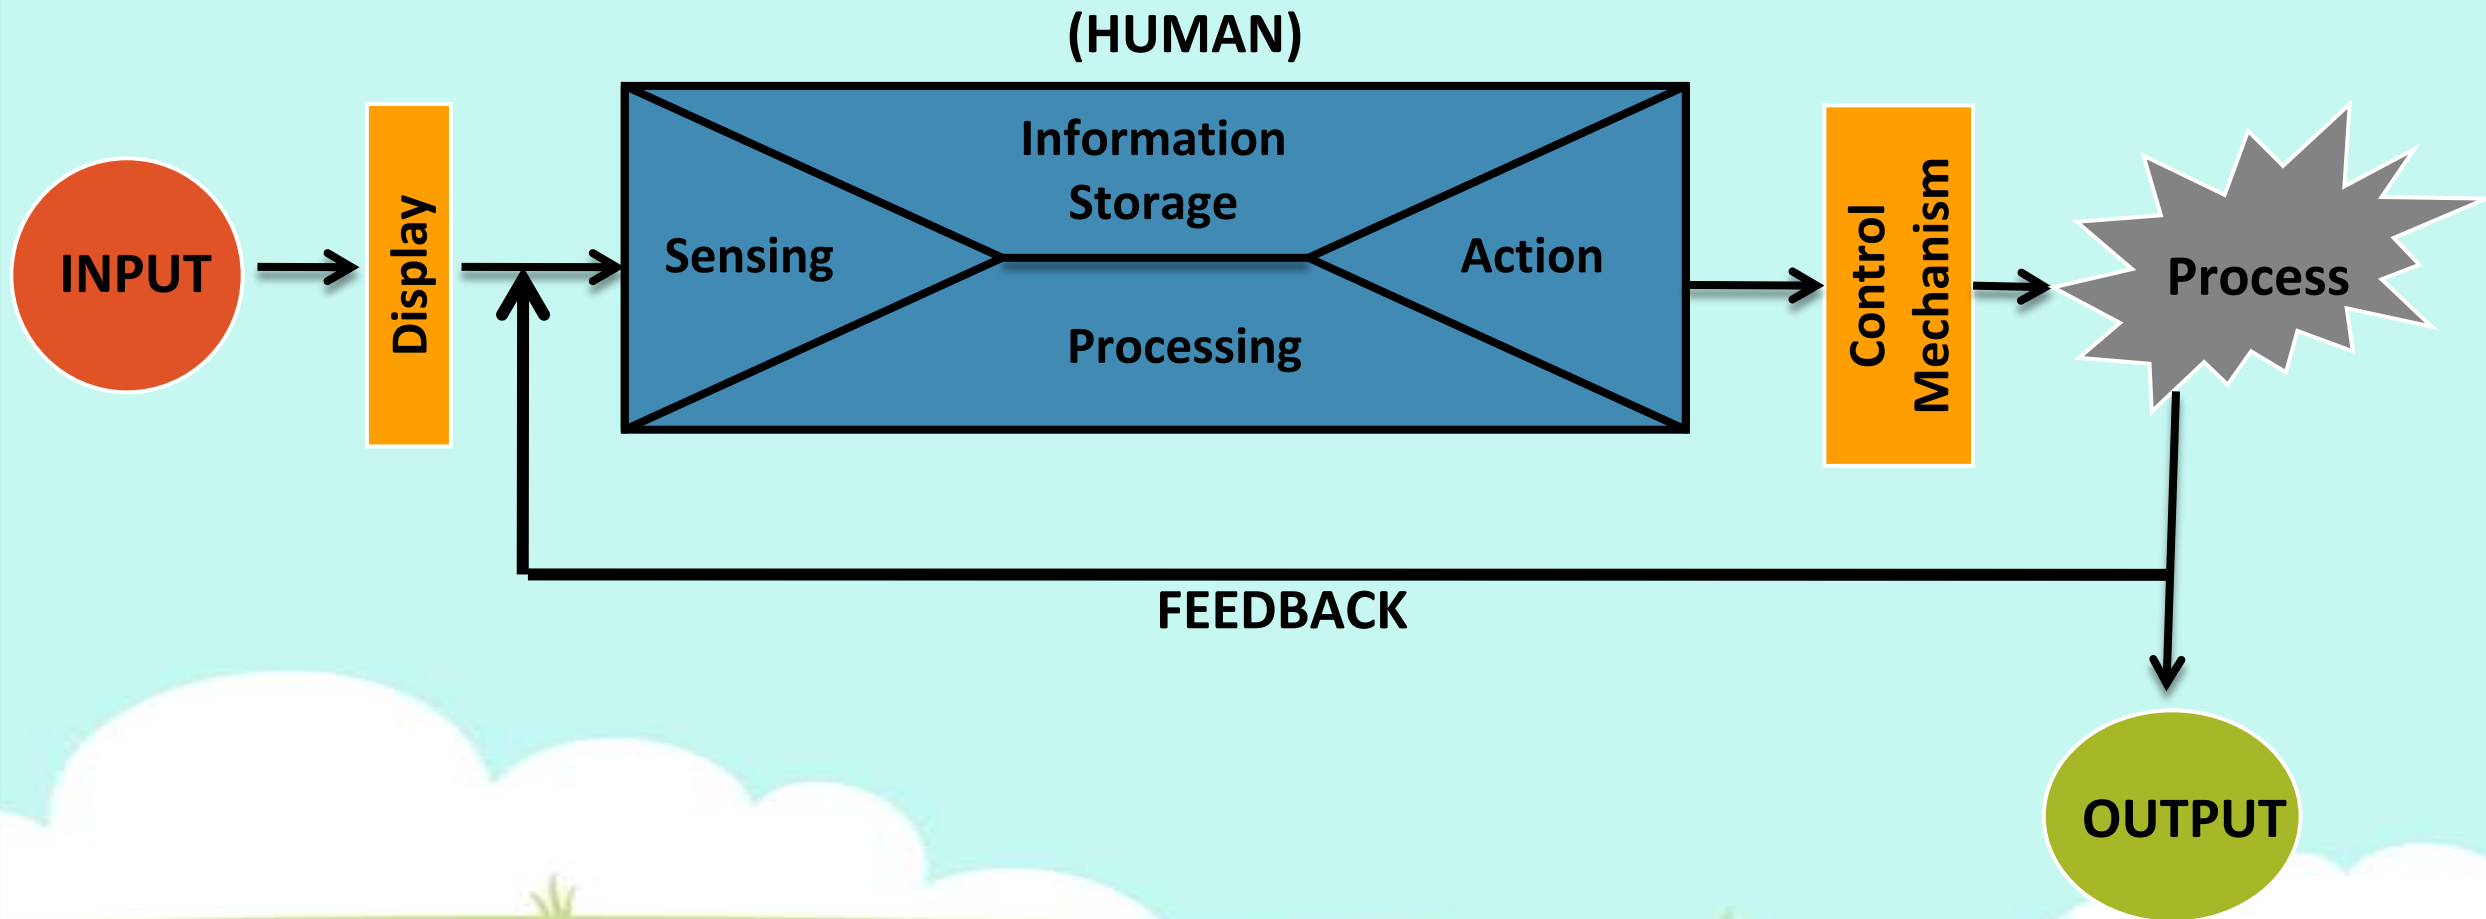 (HUMAN)
INPUT
Display
Sensing
Information
Storage
Processing
Action
Control
Mechanism
Process
FEEDBACK
OUTPUT